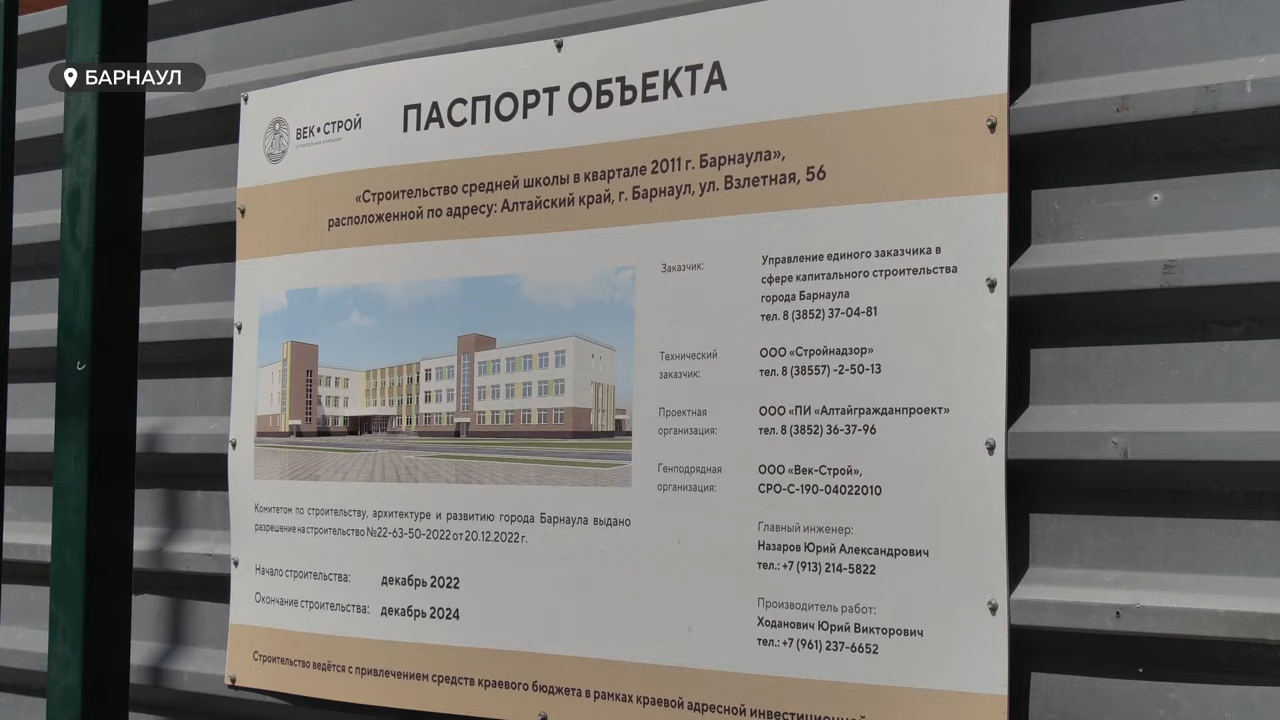 БАРНАУЛ
ВЕК•СТРОЙ
СТРОИТЕЛЬНАЯ КОМПАНИЯ
ПАСПОРТ ОБЪЕКТА
«Строительство средней школы в квартале 2011 г. Барнаула»,
расположенной по адресу: Алтайский край, г. Барнаул, ул. Взлетная, 56
Заказчик:
Управление единого заказчика в
сфере капитального строительства
города Барнаула
тел. 8 (3852) 37-04-81
Технический
заказчик:
ООО «Стройнадзор»
тел. 8 (38557) -2-50-13
Проектная
организация:
ООО «ПИ «Алтайгражданпроект»
тел. 8 (3852) 36-37-96
Генподрядная
организация:
ООО «Век-Строй»,
СРО-С-190-04022010
Главный инженер:
Назаров Юрий Александрович
тел.: +7 (913) 214-5822
Производитель работ:
Ходанович Юрий Викторович
тел.: +7 (961) 237-6652
Комитетом по строительству, архитектуре и развитию города Барнаула выдано
разрешение на строительство №22-63-50-2022 от 20.12.2022 г.
Начало строительства: декабрь 2022
Окончание строительства: декабрь 2024
Строительство ведётся с привлечением средств краевого бюджета в рамках краевой адресной инвестиционной